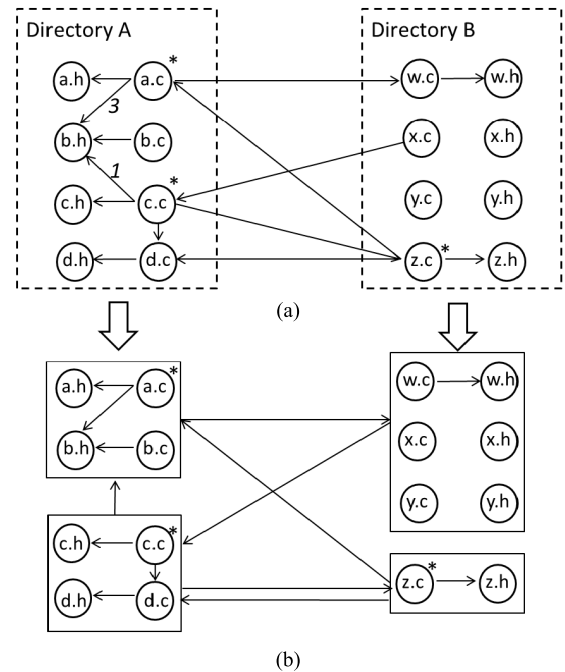 Directory A
Directory B
a.h a.c * w.c w.h
3
b.h b.c x.c x.h
1
c.h c.c * y.c y.h
d.h d.c z.c * z.h
(a)
a.h a.c * w.c w.h
b.h b.c x.c x.h
y.c y.h
c.h c.c *
d.h d.c z.c * z.h
(b)